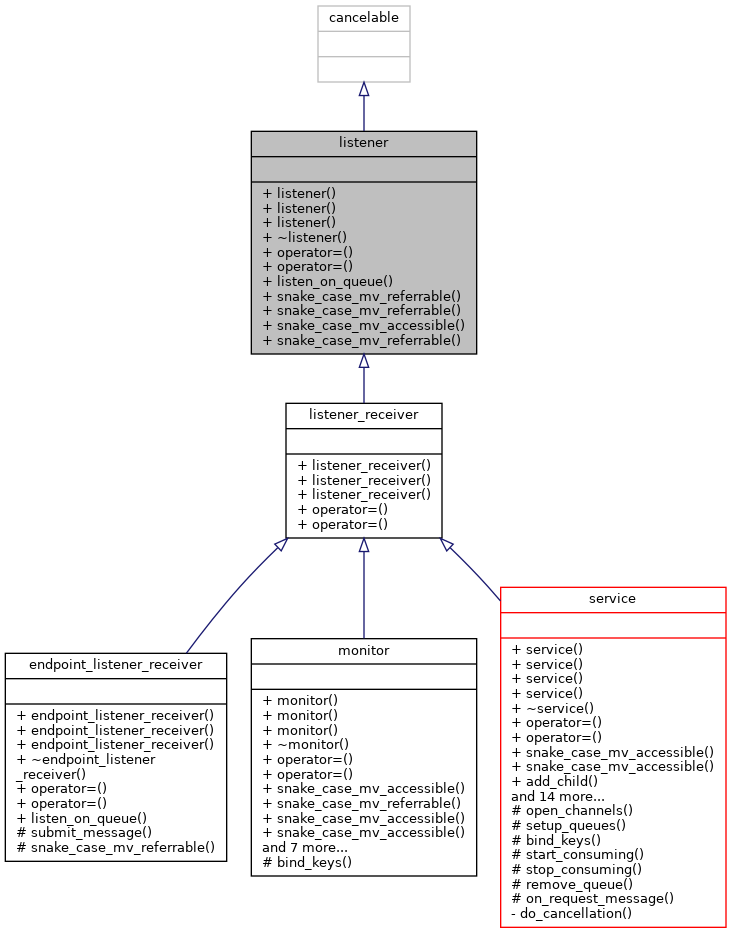 cancelable
listener
+ listener()
+ listener()
+ listener()
+ ~listener()
+ operator=()
+ operator=()
+ listen_on_queue()
+ snake_case_mv_referrable()
+ snake_case_mv_referrable()
+ snake_case_mv_accessible()
+ snake_case_mv_referrable()
listener_receiver
+ listener_receiver()
+ listener_receiver()
+ listener_receiver()
+ operator=()
+ operator=()
endpoint_listener_receiver
+ endpoint_listener_receiver()
+ endpoint_listener_receiver()
+ endpoint_listener_receiver()
+ ~endpoint_listener
_receiver()
+ operator=()
+ operator=()
+ listen_on_queue()
# submit_message()
# snake_case_mv_referrable()
monitor
+ monitor()
+ monitor()
+ monitor()
+ ~monitor()
+ operator=()
+ operator=()
+ snake_case_mv_accessible()
+ snake_case_mv_referrable()
+ snake_case_mv_accessible()
+ snake_case_mv_accessible()
and 7 more...
# bind_keys()
service
+ service()
+ service()
+ service()
+ service()
+ ~service()
+ operator=()
+ operator=()
+ snake_case_mv_accessible()
+ snake_case_mv_accessible()
+ add_child()
and 14 more...
# open_channels()
# setup_queues()
# bind_keys()
# start_consuming()
# stop_consuming()
# remove_queue()
# on_request_message()
- do_cancellation()